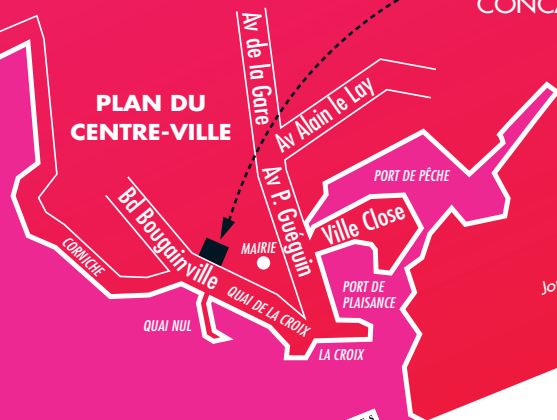 CONCA
Av de la Gare
PLAN DU
CENTRE-VILLE
Av Alain le Lay
PORT DE PÊCHE
Av P. Guéguin
Bd Bougainville
Ville Close
CORNICHE
MAIRIE
PORT DE
PLAISANCE
QUAI DE LA CROIX
QUAI NUL
LA CROIX
Jo